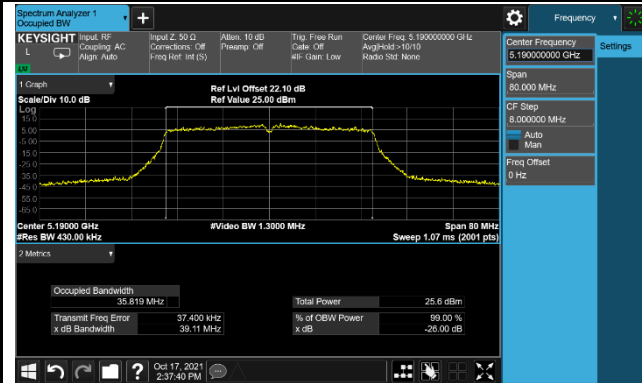 Spectrum Analyzer 1
Occupied BW
+
Frequency
KEYSIGHT
L
Input: RF
Coupling: AC
Align: Auto
Input Z: 50 Ω
Corrections: Off
Freq Ref: Int (S)
Atten: 10 dB
Preamp: Off
Trig: Free Run
Gate: Off
#IF Gain: Low
Center Freq: 5.190000000 GHz
Avg|Hold:>10/10
Radio Std: None
Center Frequency
5.190000000 GHz
Settings
Span
80.000 MHz
CF Step
8.000000 MHz
Auto
Man
Freq Offset
0 Hz
1 Graph
Scale/Div 10.0 dB
Ref Lvl Offset 22.10 dB
Ref Value 25.00 dBm
Log
15.0
5.00
-5.00
-15.0
-25.0
-35.0
-45.0
-55.0
-65.0
Center 5.19000 GHz
#Video BW 1.3000 MHz
Span 80 MHz
#Res BW 430.00 kHz
Sweep 1.07 ms (2001 pts)
2 Metrics
Occupied Bandwidth
35.819 MHz
Total Power
25.6 dBm
Transmit Freq Error
37.400 kHz
% of OBW Power
99.00 %
x dB Bandwidth
39.11 MHz
x dB
-26.00 dB
?
Oct 17, 2021
2:37:40 PM